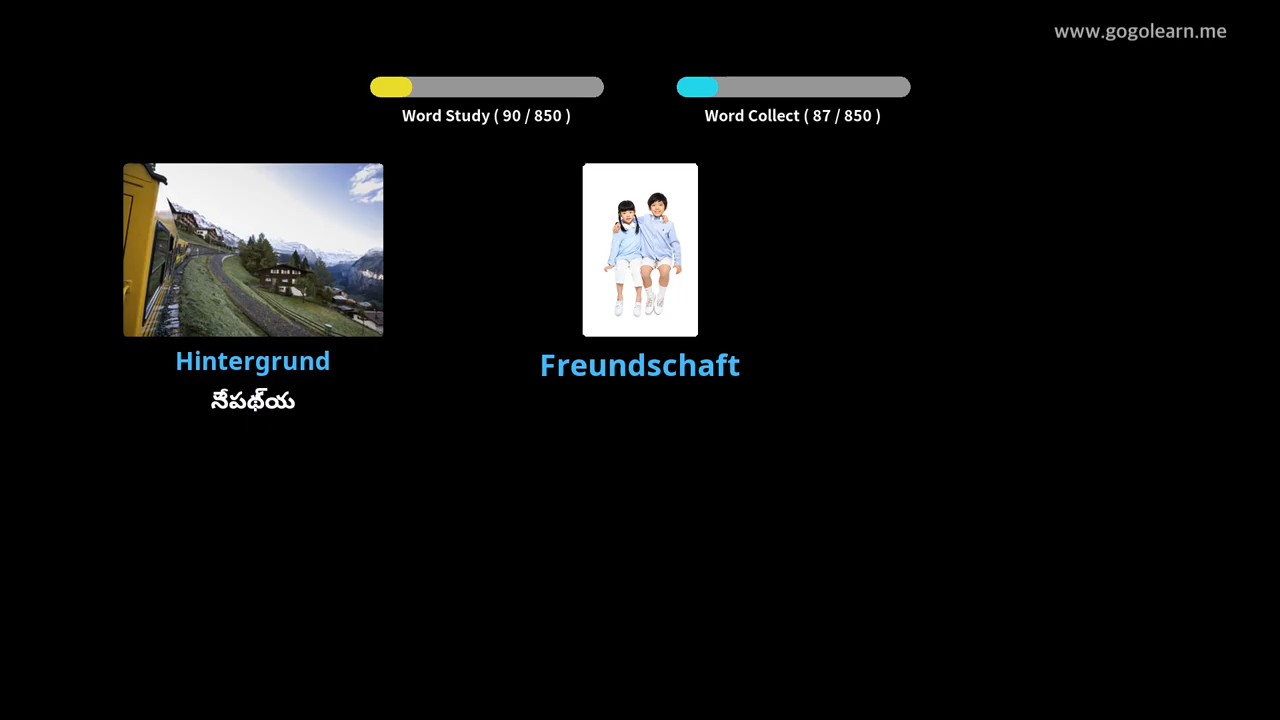 www.gogolearn.me
Word Study ( 90 / 850 )
Word Collect ( 87 / 850 )
Hintergrund
నేపథ్య
Freundschaft